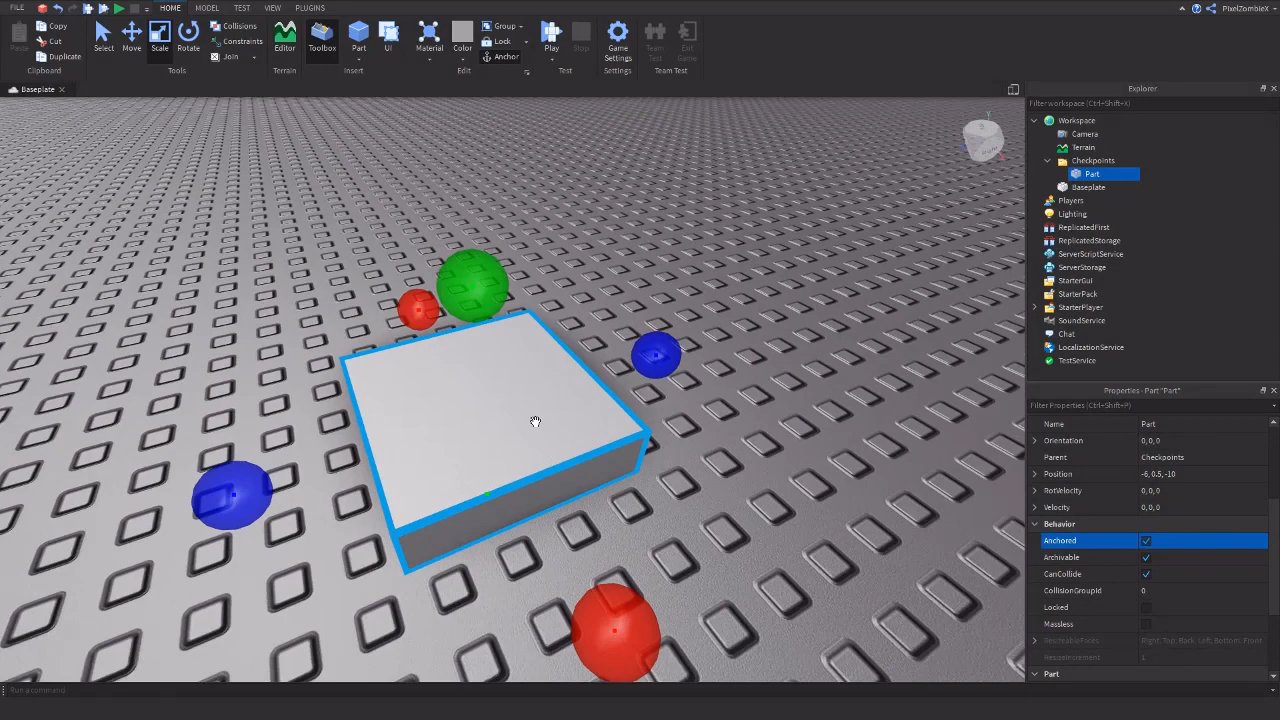 FILE HOME MODEL TEST VIEW PLUGINS PixelZombieX
Copy
Cut
Duplicate
Paste
Clipboard
Select Move Scale Rotate
Collisions
Constraints
Join
Tools
Editor
Terrain
Toolbox Part UI
Insert
Material Color
Group
Lock
Anchor
Edit
Play Stop
Test
Game
Settings
Settings
Team
Test
Exit
Game
Team Test
Baseplate
Explorer
Filter workspace (Ctrl+Shift+X)
Workspace
Camera
Terrain
Checkpoints
Part
Baseplate
Players
Lighting
ReplicatedFirst
ReplicatedStorage
ServerScriptService
ServerStorage
StarterGui
StarterPack
StarterPlayer
SoundService
Chat
LocalizationService
TestService
Properties - Part "Part"
Filter Properties (Ctrl+Shift+P)
Name Part
Orientation 0, 0, 0
Parent Checkpoints
Position -6, 0.5, -10
RotVelocity 0, 0, 0
Velocity 0, 0, 0
Behavior
Anchored
Archivable
CanCollide
CollisionGroupId 0
Locked
Massless
ResizeableFaces Right, Top, Back, Left, Bottom, Front
ResizeIncrement 1
Part
Run a command